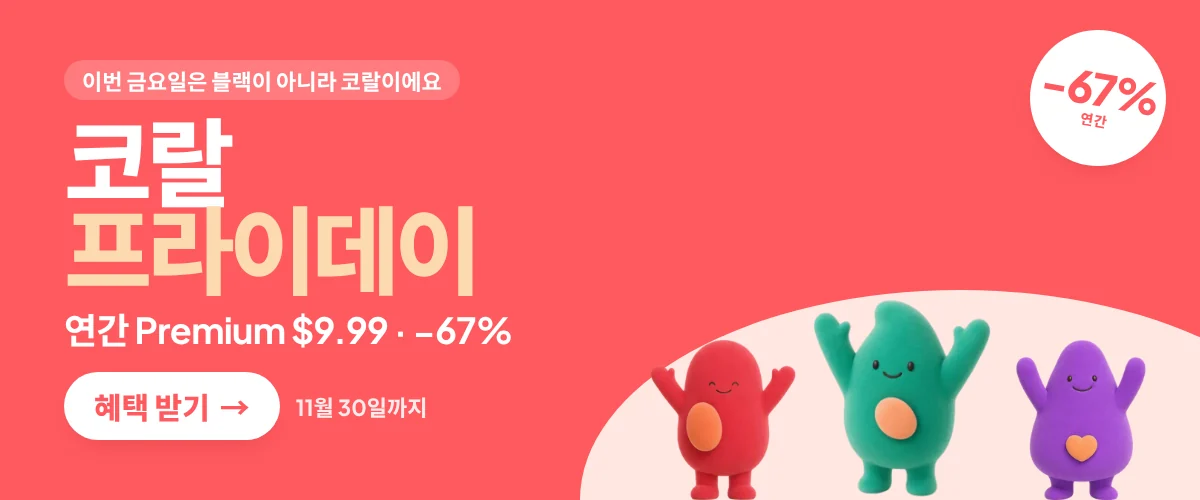 이번 금요일은 블랙이 아니라 코랄이에요
코랄
프라이데이
연간 Premium $9.99 · −67%
혜택 받기 →
11월 30일까지
−67%
연간